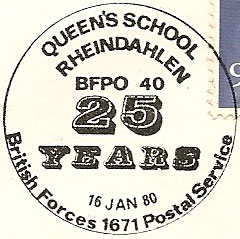 QUEEN'S SCHOOL
RHEINDAHLEN
BFPO 40
25
YEARS
16 JAN 80
British Forces 1671 Postal Service